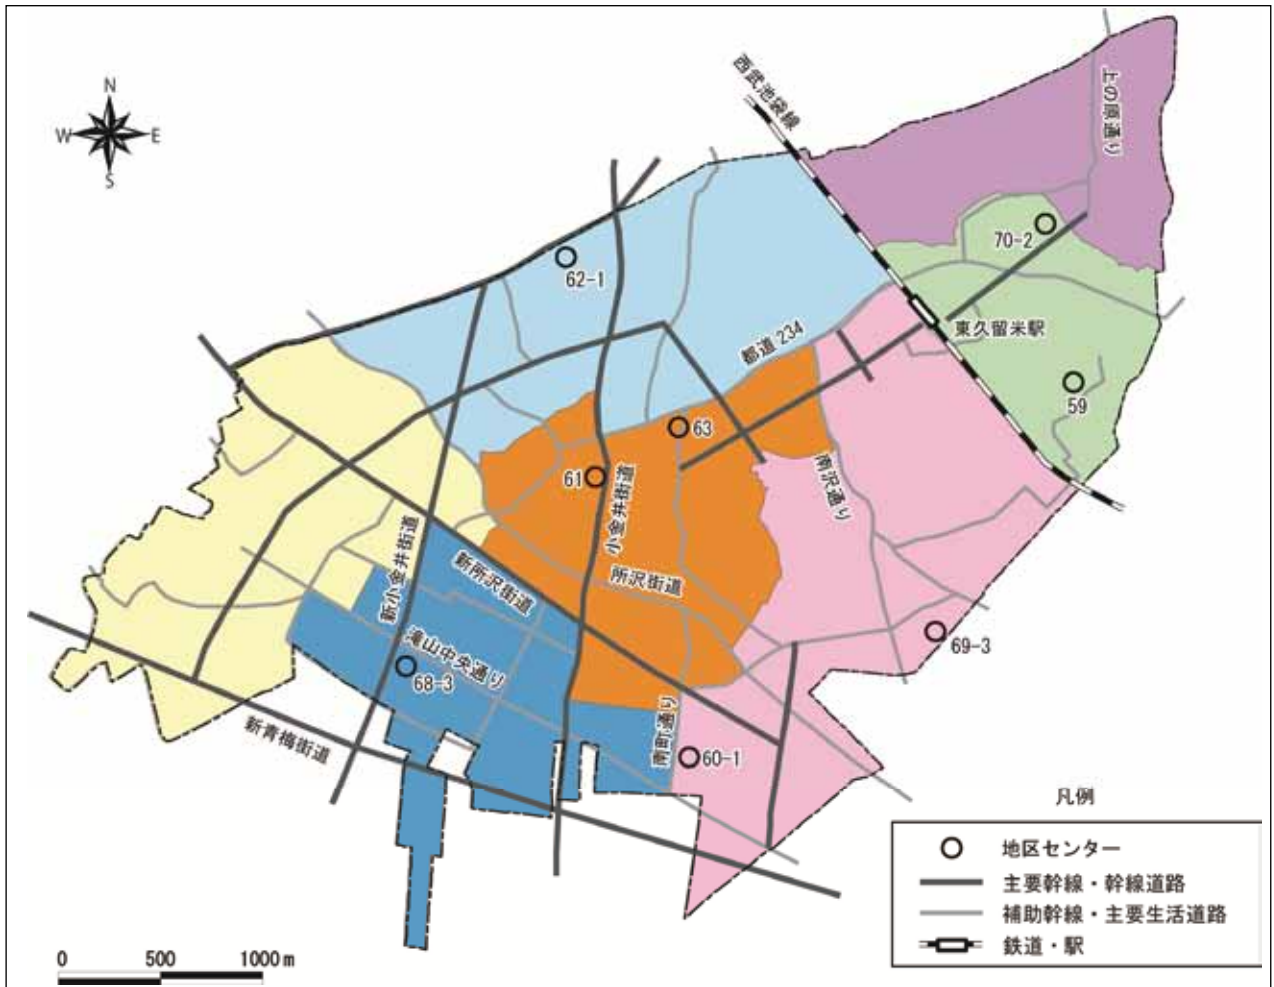 N
W
E
S
西武池袋線
上の原通り
70-2
62-1
東久留米駅
都道 234
59
63
61
小金井街道
南沢通り
新小金井街道
新所沢街道
所沢街道
69-3
滝山中央通り
68-3
南町通り
60-1
新青梅街道
凡例
地区センター
主要幹線・幹線道路
補助幹線・主要生活道路
鉄道・駅
0 500 1000m